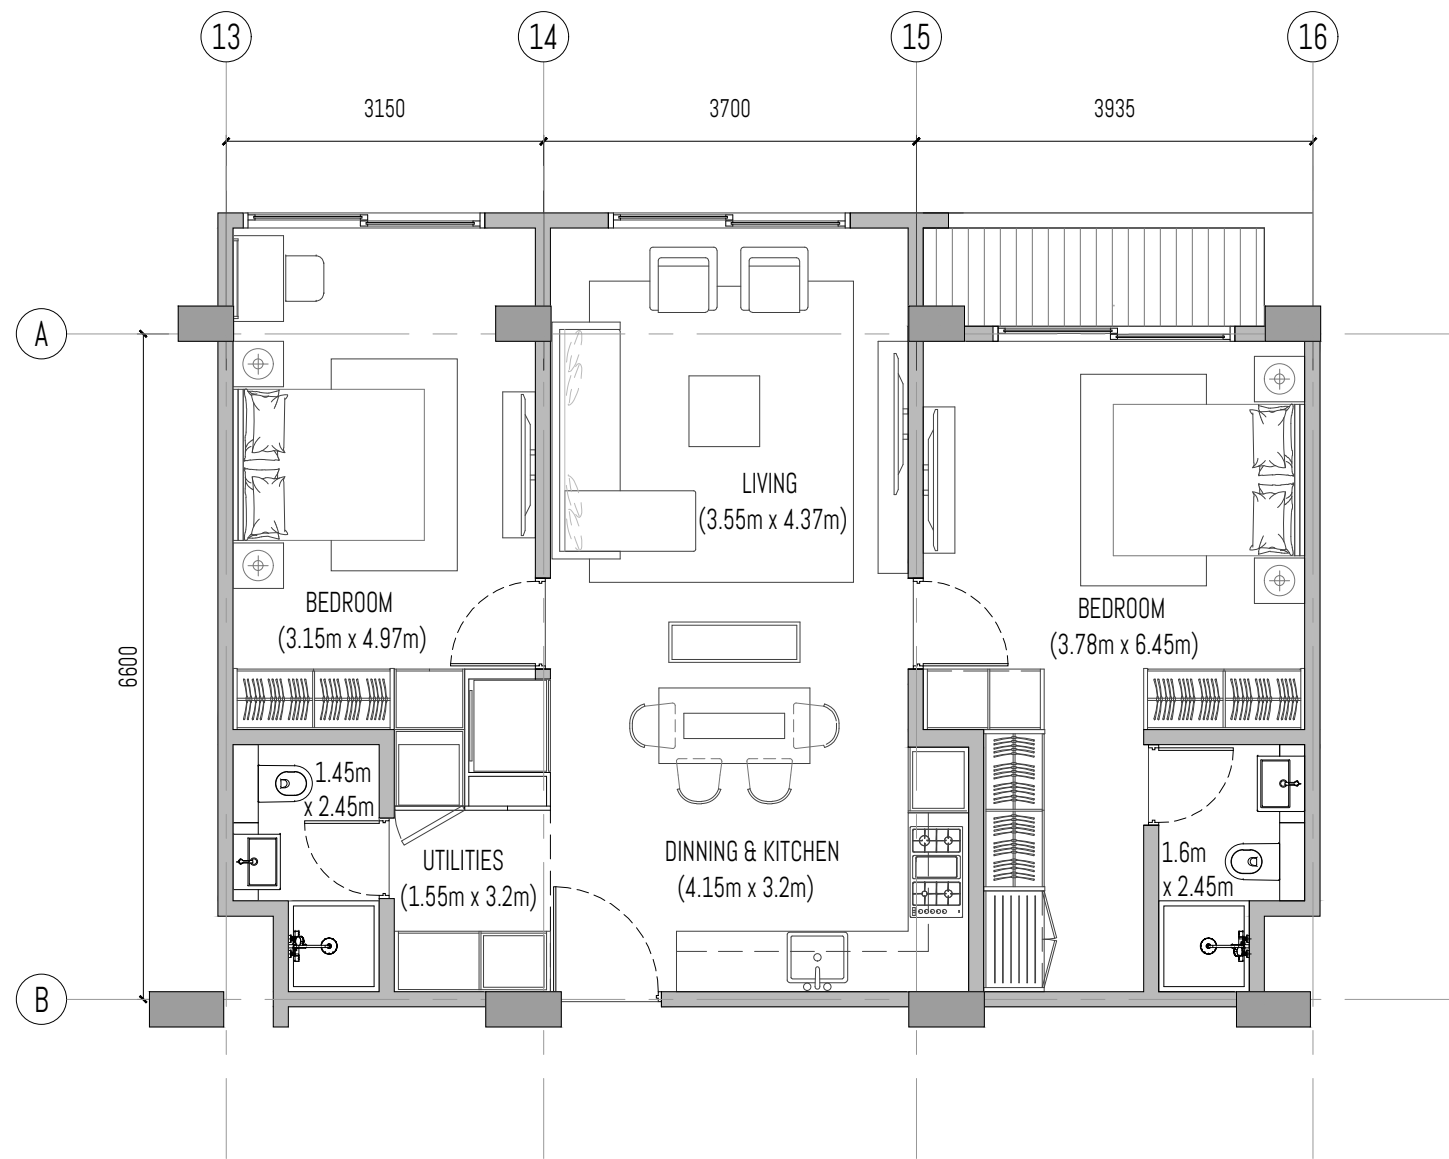 13
14
15
16
3150
3700
3935
A
LIVING
(3.55m x 4.37m)
BEDROOM
(3.15m x 4.97m)
BEDROOM
(3.78m x 6.45m)
6600
1.45m
x 2.45m
UTILITIES
(1.55m x 3.2m)
DINNING & KITCHEN
(4.15m x 3.2m)
1.6m
x 2.45m
B